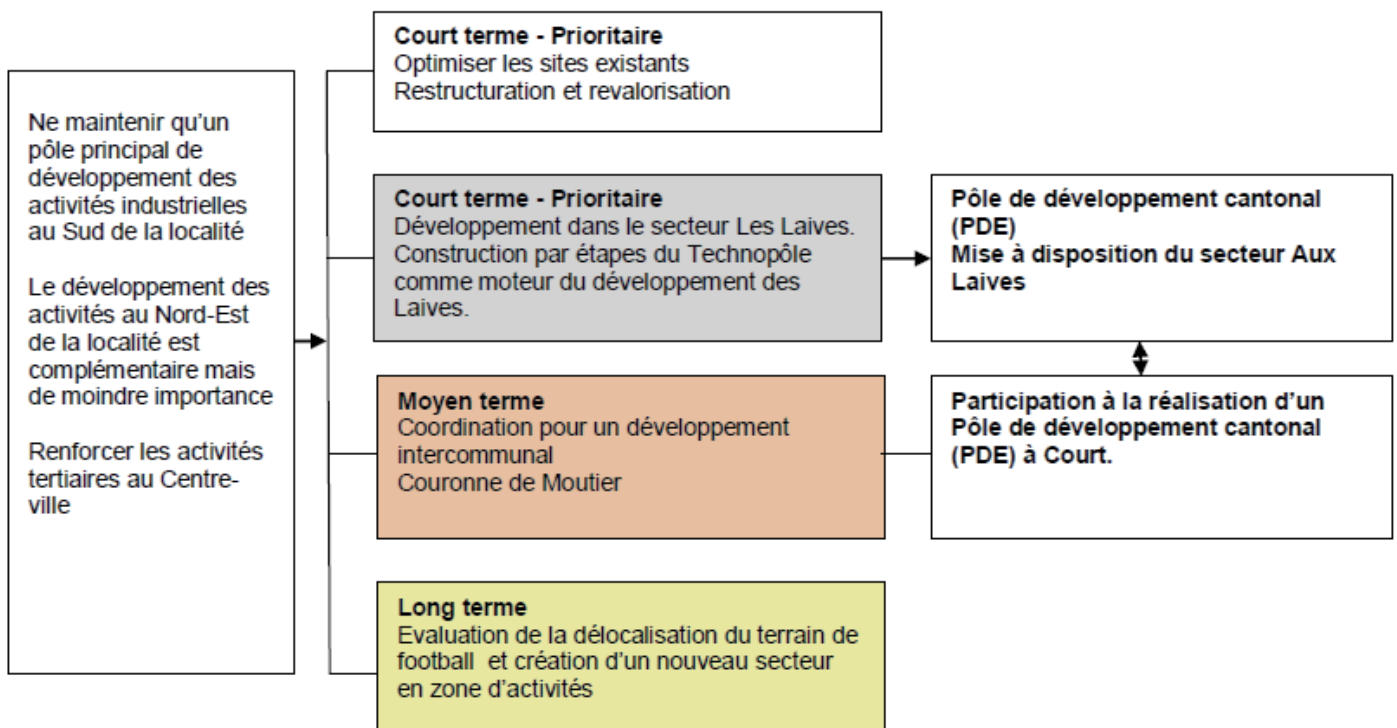 Ne maintenir qu'un
pôle principal de
développement des
activités industrielles
au Sud de la localité
Le développement des
activités au Nord-Est
de la localité est
complémentaire mais
de moindre importance
Renforcer les activités
tertiaires au Centre-
ville
Court terme - Prioritaire
Optimiser les sites existants
Restructuration et revalorisation
Court terme - Prioritaire
Développement dans le secteur Les Laives.
Construction par étapes du Technopôle
comme moteur du développement des
Laives.
Pôle de développement cantonal
(PDE)
Mise à disposition du secteur Aux
Laives
Moyen terme
Coordination pour un développement
intercommunal
Couronne de Moutier
Participation à la réalisation d'un
Pôle de développement cantonal
(PDE) à Court.
Long terme
Evaluation de la délocalisation du terrain de
football  et création d'un nouveau secteur
en zone d'activités